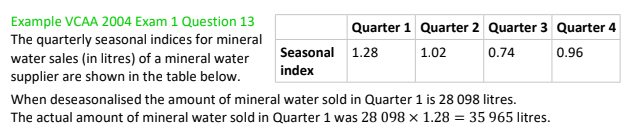 Example VCAA 2004 Exam 1 Question 13
The quarterly seasonal indices for mineral
water sales (in litres) of a mineral water
supplier are shown in the table below.
Quarter 1 Quarter 2 Quarter 3 Quarter 4
Seasonal index 1.28 1.02 0.74 0.96
When deseasonalised the amount of mineral water sold in Quarter 1 is 28 098 litres.
The actual amount of mineral water sold in Quarter 1 was 28 098 × 1.28 = 35 965 litres.